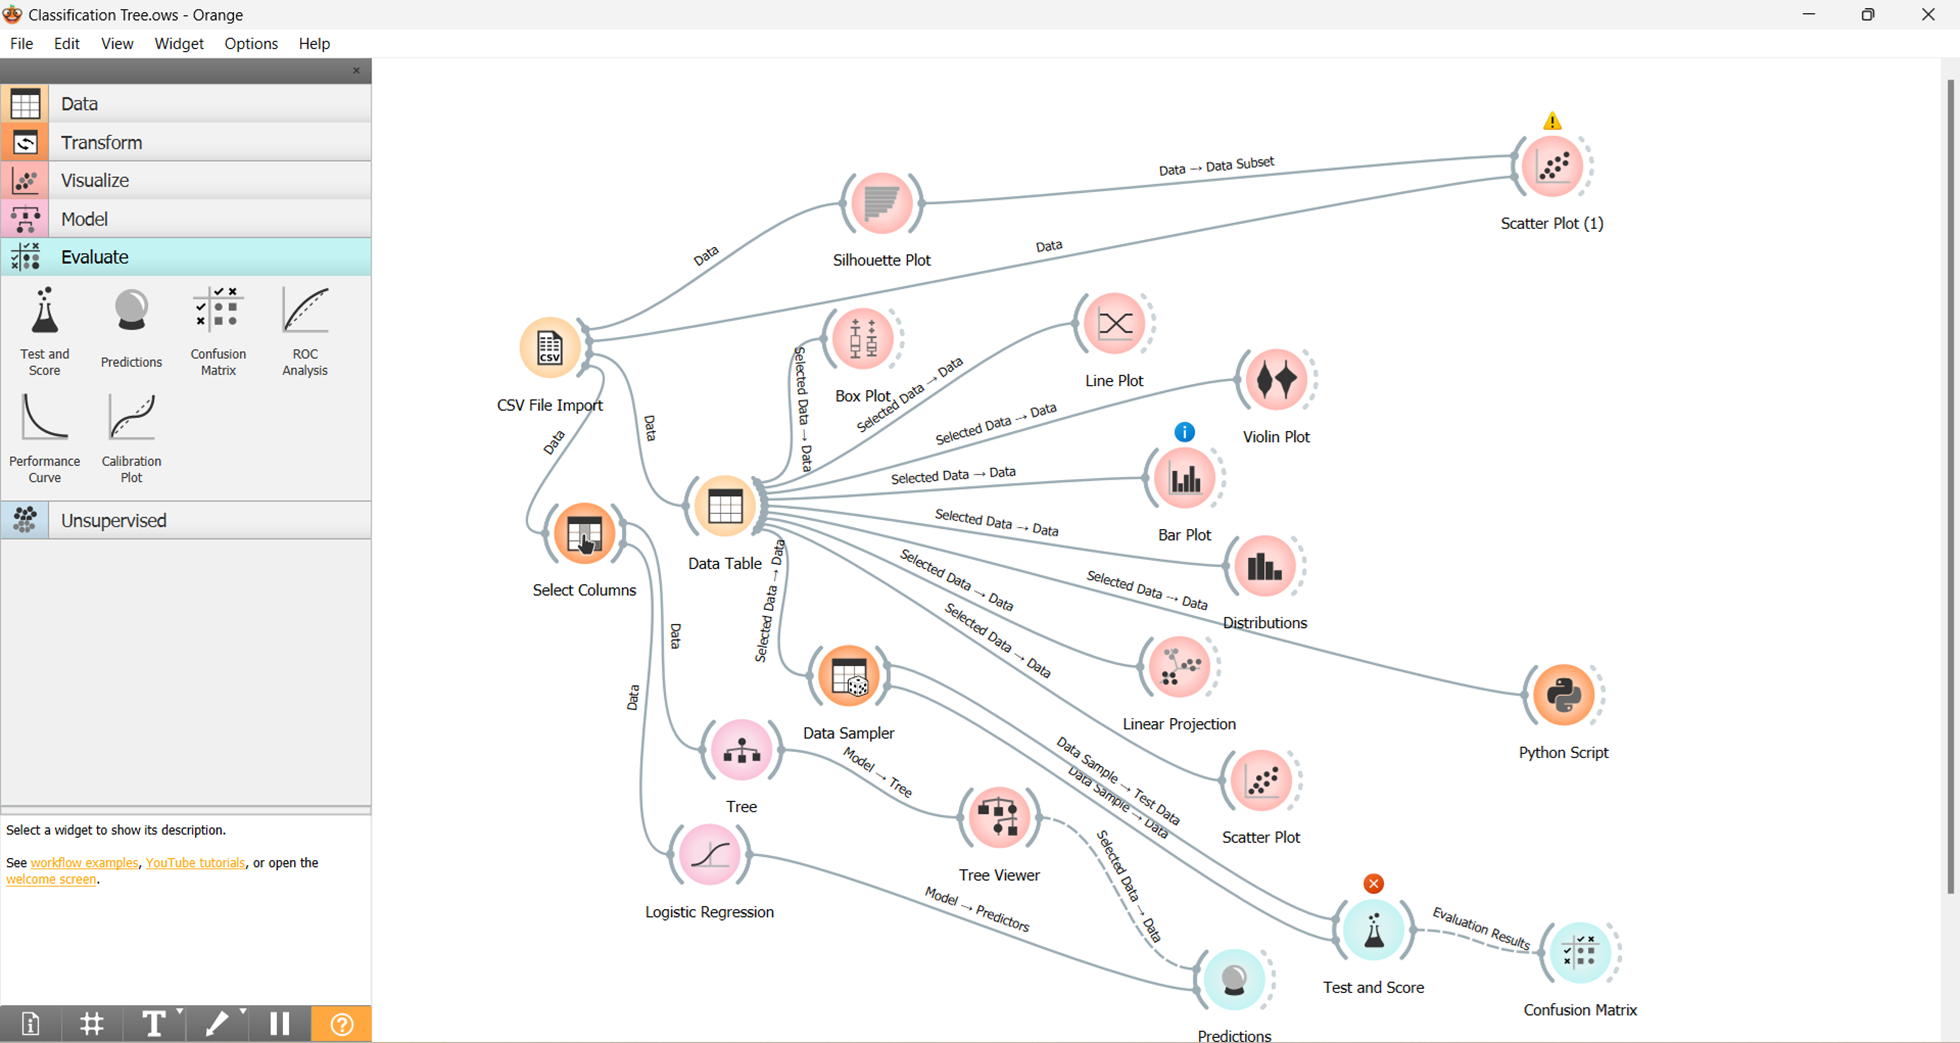 Classification Tree.ows - Orange
File Edit View Widget Options Help
Data
Transform
Visualize
Model
Evaluate
Test and Score
Predictions
Confusion Matrix
ROC Analysis
Performance Curve
Calibration Plot
Unsupervised
Select a widget to show its description.
See workflow examples, YouTube tutorials, or open the
welcome screen.
Data → Data Subset
Scatter Plot (1)
Silhouette Plot
Data
Data
CSV File Import
Data
Data
Box Plot
Selected Data → Data
Line Plot
Selected Data → Data
Violin Plot
Selected Data → Data
Bar Plot
Selected Data → Data
Data Table
Select Columns
Selected Data → Data
Distributions
Selected Data → Data
Selected Data → Data
Selected Data → Data
Selected Data → Data
Data
Data
Data Sampler
Linear Projection
Python Script
Tree
Model → Tree
Data Sample → Test Data
Data Sample → Data
Scatter Plot
Tree Viewer
Selected Data → Data
Logistic Regression
Model → Predictors
Evaluation Results
Test and Score
Confusion Matrix
Predictions